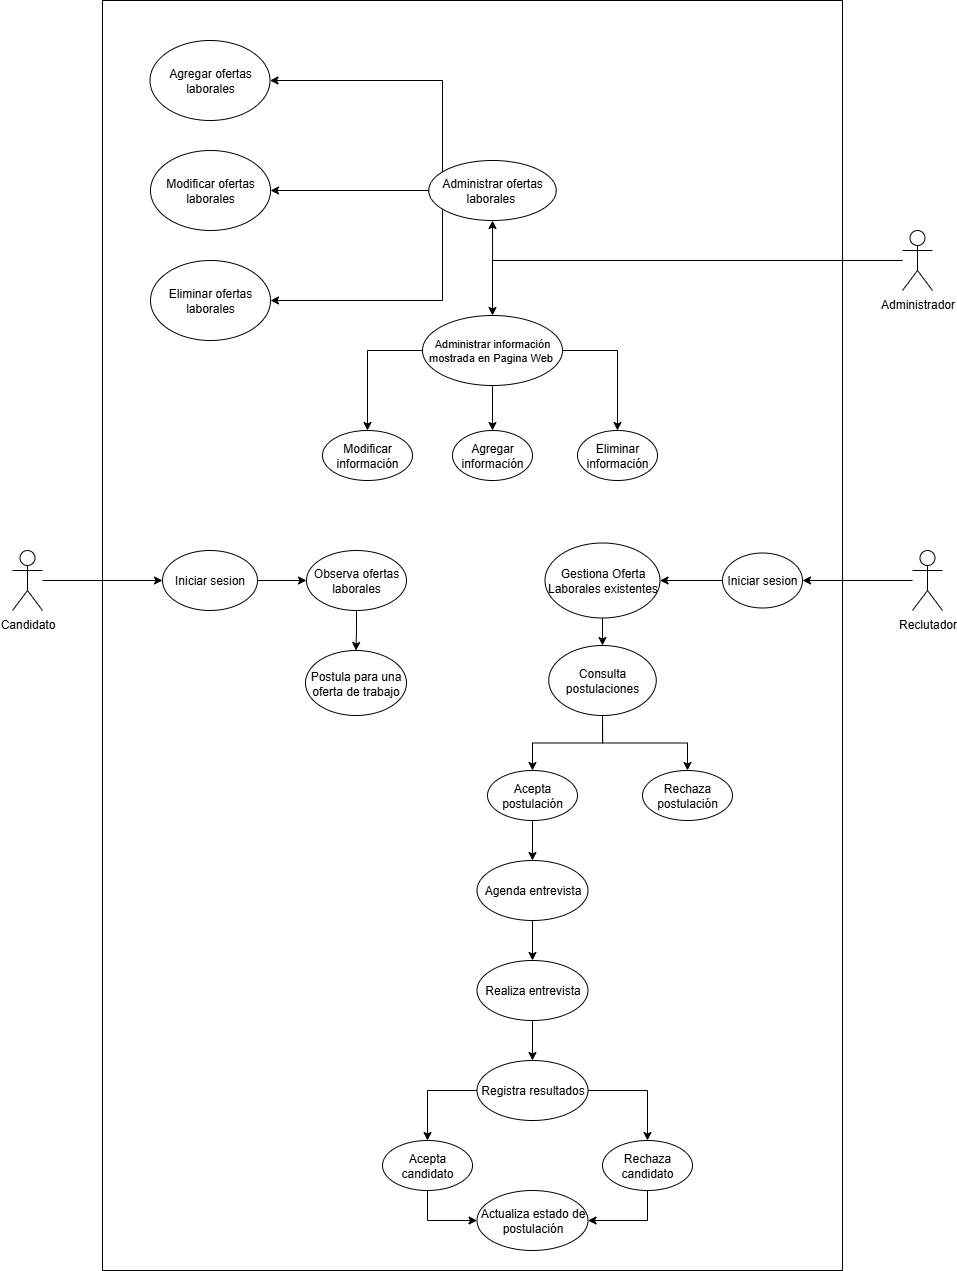 Agregar ofertas
laborales
Modificar ofertas
laborales
Administrar ofertas
laborales
Eliminar ofertas
laborales
Administrador
Administrar información
mostrada en Pagina Web
Modificar
información
Agregar
información
Eliminar
información
Candidato
Iniciar sesion
Observa ofertas
laborales
Gestiona Oferta
Laborales existentes
Iniciar sesion
Reclutador
Postula para una
oferta de trabajo
Consulta
postulaciones
Acepta
postulación
Rechaza
postulación
Agenda entrevista
Realiza entrevista
Registra resultados
Acepta
candidato
Rechaza
candidato
Actualiza estado de
postulación